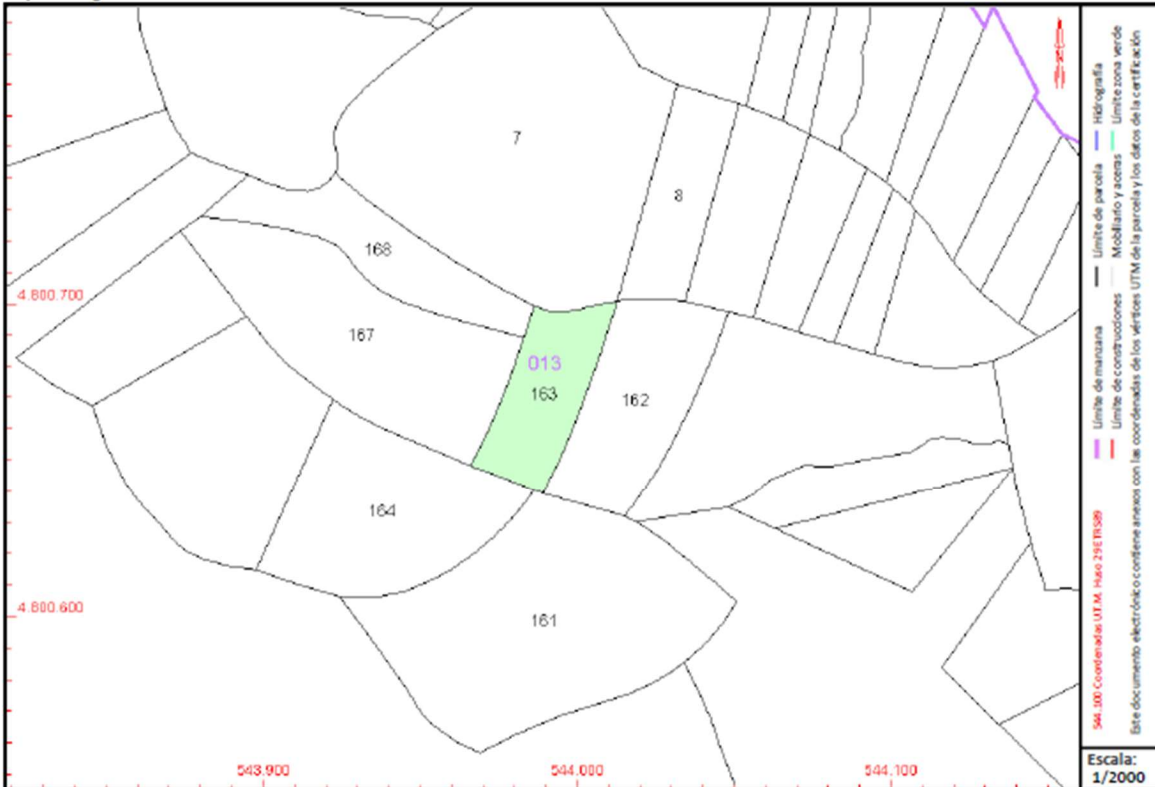 7
8
168
4.800.700
167
013
163
162
164
4.800.600
161
543.900
544.000
544.100
544.100 Coordenadas U.T.M. Huso 29 ETRS89
Límite de manzana
Límite de parcela
Hidrografía
Límite de construcciones
Mobiliario y aceras
Límite zona verde
Este documento electrónico contiene anexos con las coordenadas de los vértices UTM de la parcela y los datos de la certificación
Escala:
1/2000